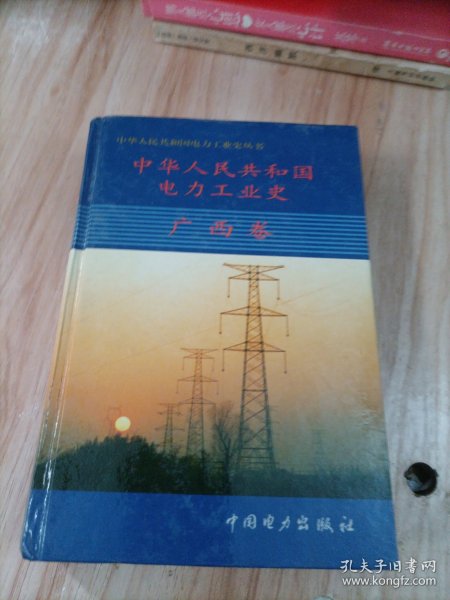 中华人民共和国电力工业史丛书
中华人民共和国
电力工业史
广西卷
中国电力出版社
孔夫子旧书网
www.kongfz.com